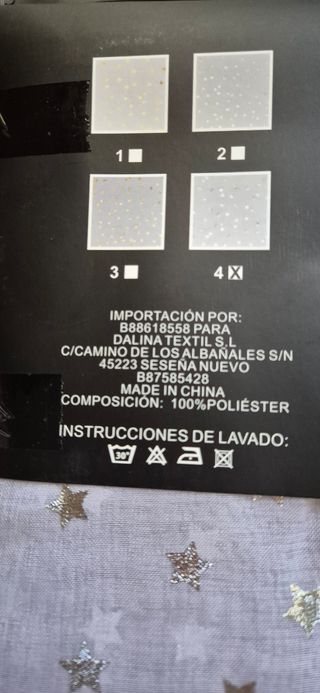 1 2
3 4
IMPORTACIÓN POR:
B88618558 PARA
DALINA TEXTIL S.L
C/CAMINO DE LOS ALBAÑALES S/N
45223 SESEÑA NUEVO
B87585428
MADE IN CHINA
COMPOSICIÓN: 100%POLIÉSTER
INSTRUCCIONES DE LAVADO:
30°